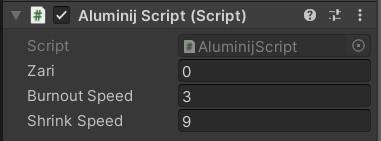 Aluminij Script (Script)
Script AluminijScript
Zari 0
Burnout Speed 3
Shrink Speed 9